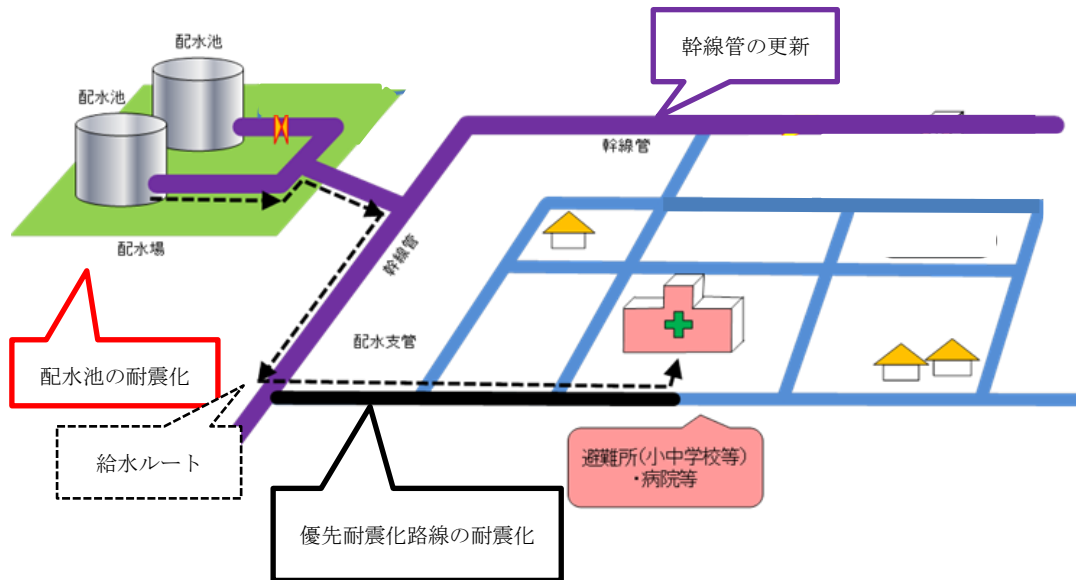 配水池
配水池
幹線管の更新
幹線管
配水場
幹線管
配水支管
配水池の耐震化
給水ルート
避難所(小中学校等)
・病院等
優先耐震化路線の耐震化